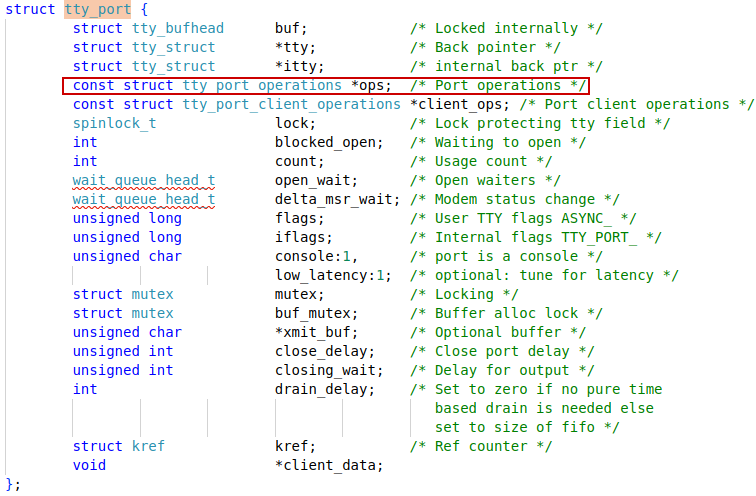 struct tty_port {
struct tty_bufhead buf; /* Locked internally */
struct tty_struct *tty; /* Back pointer */
struct tty_struct *itty; /* internal back ptr */
const struct tty_port_operations *ops; /* Port operations */
const struct tty_port_client_operations *client_ops; /* Port client operations */
spinlock_t lock; /* Lock protecting tty field */
int blocked_open; /* Waiting to open */
int count; /* Usage count */
wait_queue_head_t open_wait; /* Open waiters */
wait_queue_head_t delta_msr_wait; /* Modem status change */
unsigned long flags; /* User TTY flags ASYNC_ */
unsigned long iflags; /* Internal flags TTY_PORT_ */
unsigned char console:1, /* port is a console */
low_latency:1; /* optional: tune for latency */
struct mutex mutex; /* Locking */
struct mutex buf_mutex; /* Buffer alloc lock */
unsigned char *xmit_buf; /* Optional buffer */
unsigned int close_delay; /* Close port delay */
unsigned int closing_wait; /* Delay for output */
int drain_delay; /* Set to zero if no pure time
based drain is needed else
set to size of fifo */
struct kref kref; /* Ref counter */
void *client_data;
};